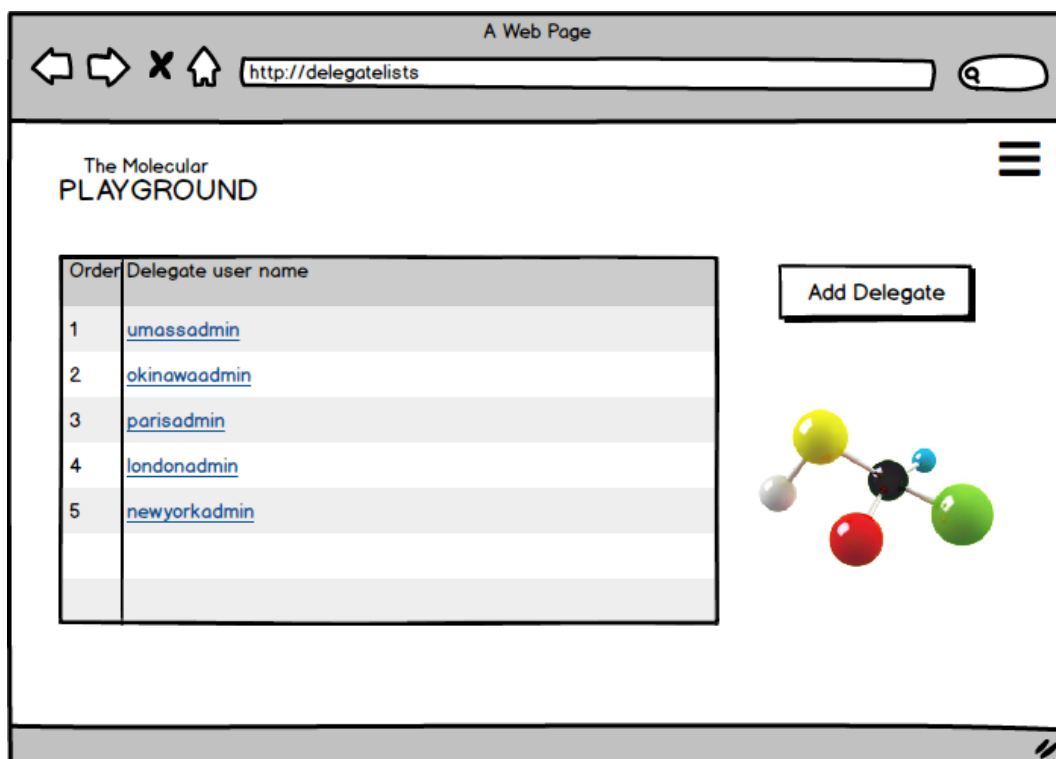 A Web Page
http://delegatelists
The Molecular
PLAYGROUND
Order Delegate user name
1 umassadmin
2 okinawaadmin
3 parisadmin
4 londonadmin
5 newyorkadmin
Add Delegate